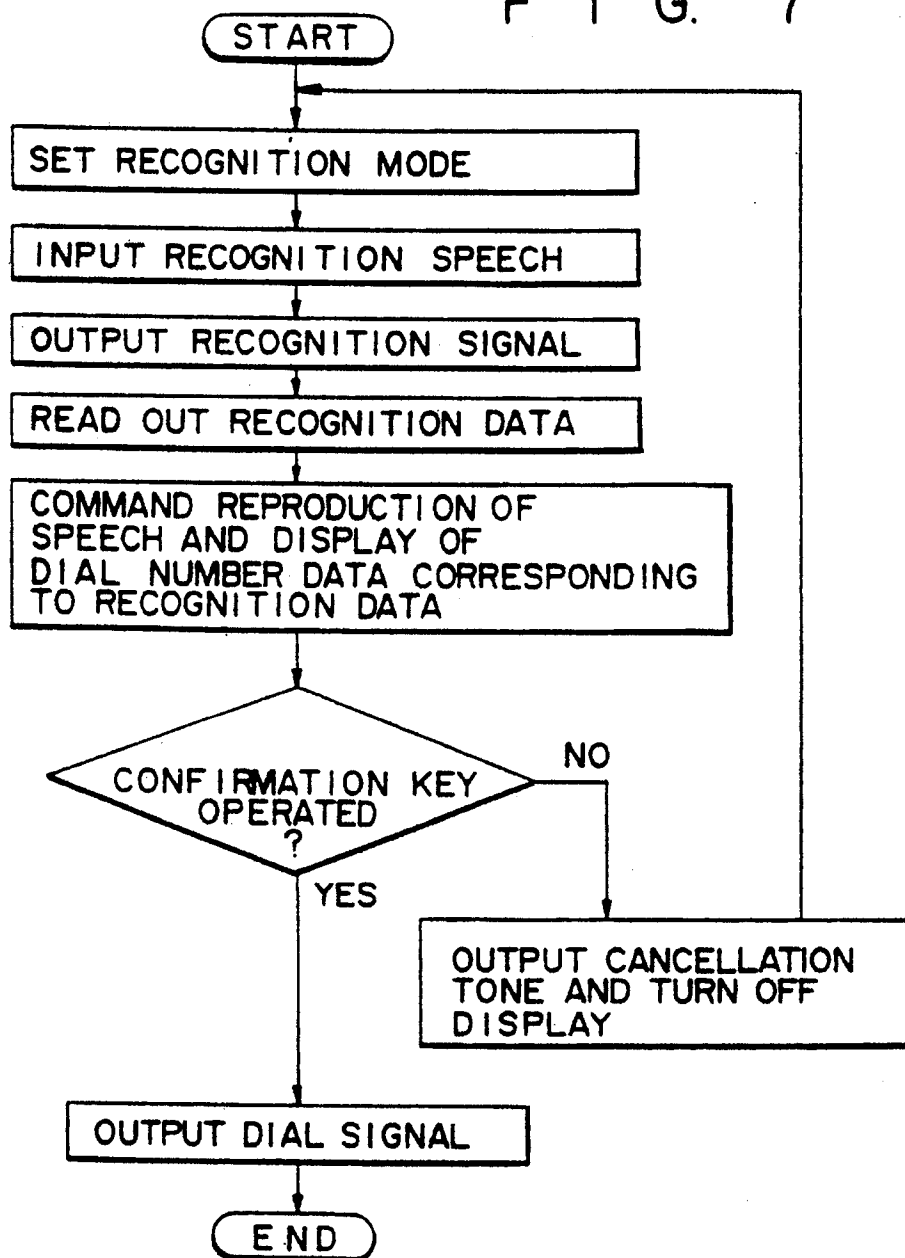 F I G. 7
START
SET RECOGNITION MODE
INPUT RECOGNITION SPEECH
OUTPUT RECOGNITION SIGNAL
READ OUT RECOGNITION DATA
COMMAND REPRODUCTION OF
SPEECH AND DISPLAY OF
DIAL NUMBER DATA CORRESPONDING
TO RECOGNITION DATA
CONFIRMATION KEY
OPERATED
?
NO
YES
OUTPUT CANCELLATION
TONE AND TURN OFF
DISPLAY
OUTPUT DIAL SIGNAL
END